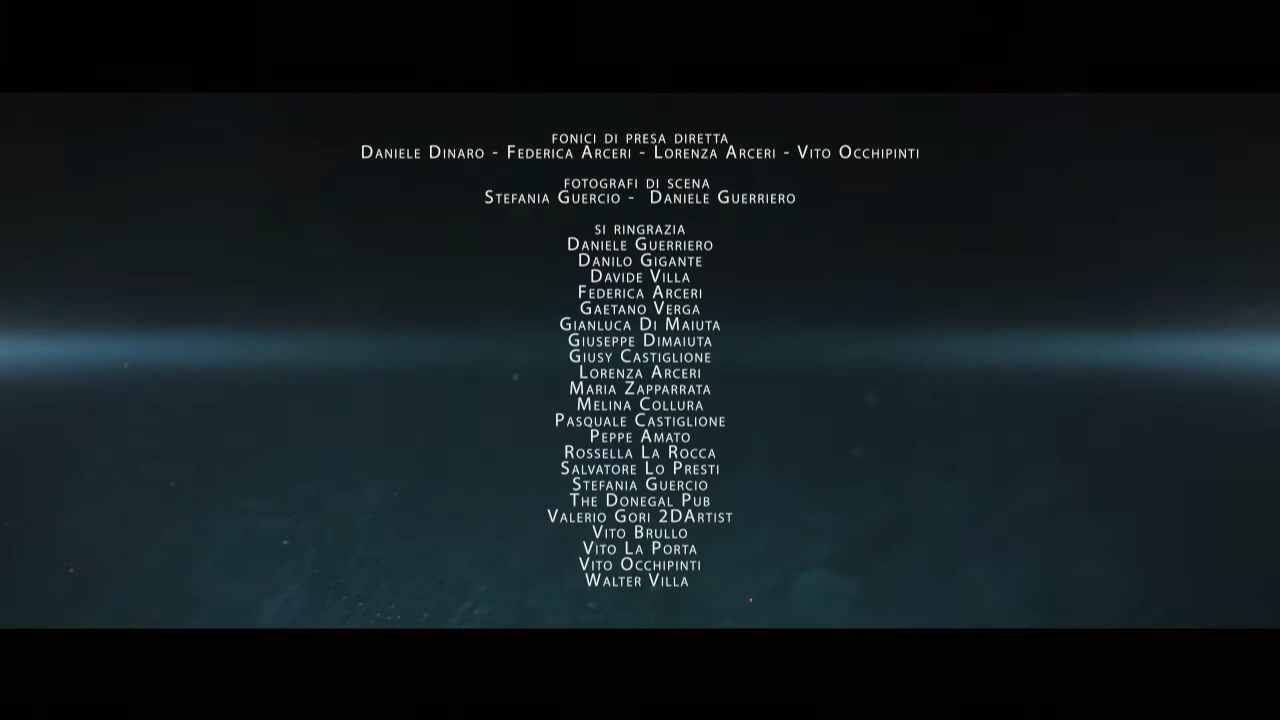 FONICI DI PRESA DIRETTA
DANIELE DINARO - FEDERICA ARCERI - LORENZA ARCERI - VITO OCCHIPINTI
FOTOGRAFI DI SCENA
STEFANIA GUERCIO - DANIELE GUERRIERO
SI RINGRAZIA
DANIELE GUERRIERO
DANILO GIGANTE
DAVIDE VILLA
FEDERICA ARCERI
GAETANO VERGA
GIANLUCA DI MAIUTA
GIUSEPPE DIMAIUTA
GIUSY CASTIGLIONE
LORENZA ARCERI
MARIA ZAPPARRATA
MELINA COLLURA
PASQUALE CASTIGLIONE
PEPPE AMATO
ROSSELLA LA ROCCA
SALVATORE LO PRESTI
STEFANIA GUERCIO
THE DONEGAL PUB
VALERIO GORI 2DARTIST
VITO BRULLO
VITO LA PORTA
VITO OCCHIPINTI
WALTER VILLA